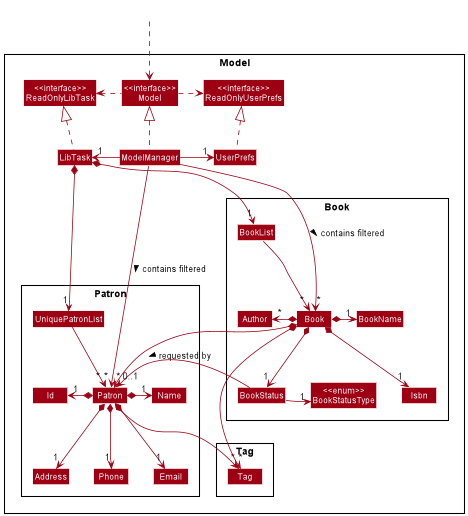 Model
<<interface>>
ReadOnlyLibTask
<<interface>>
Model
<<interface>>
ReadOnlyUserPrefs
LibTask
1
ModelManager
1
UserPrefs
Book
1
BookList
contains filtered
contains filtered
Patron
1
UniquePatronList
*
*
Author
*
Book
1
BookName
requested by
*
*
*
0..1
1
1
Id
1
Patron
1
Name
BookStatus
1
<<enum>>
BookStatusType
Isbn
Tag
1
1
1
*
*
Address
Phone
Email
Tag